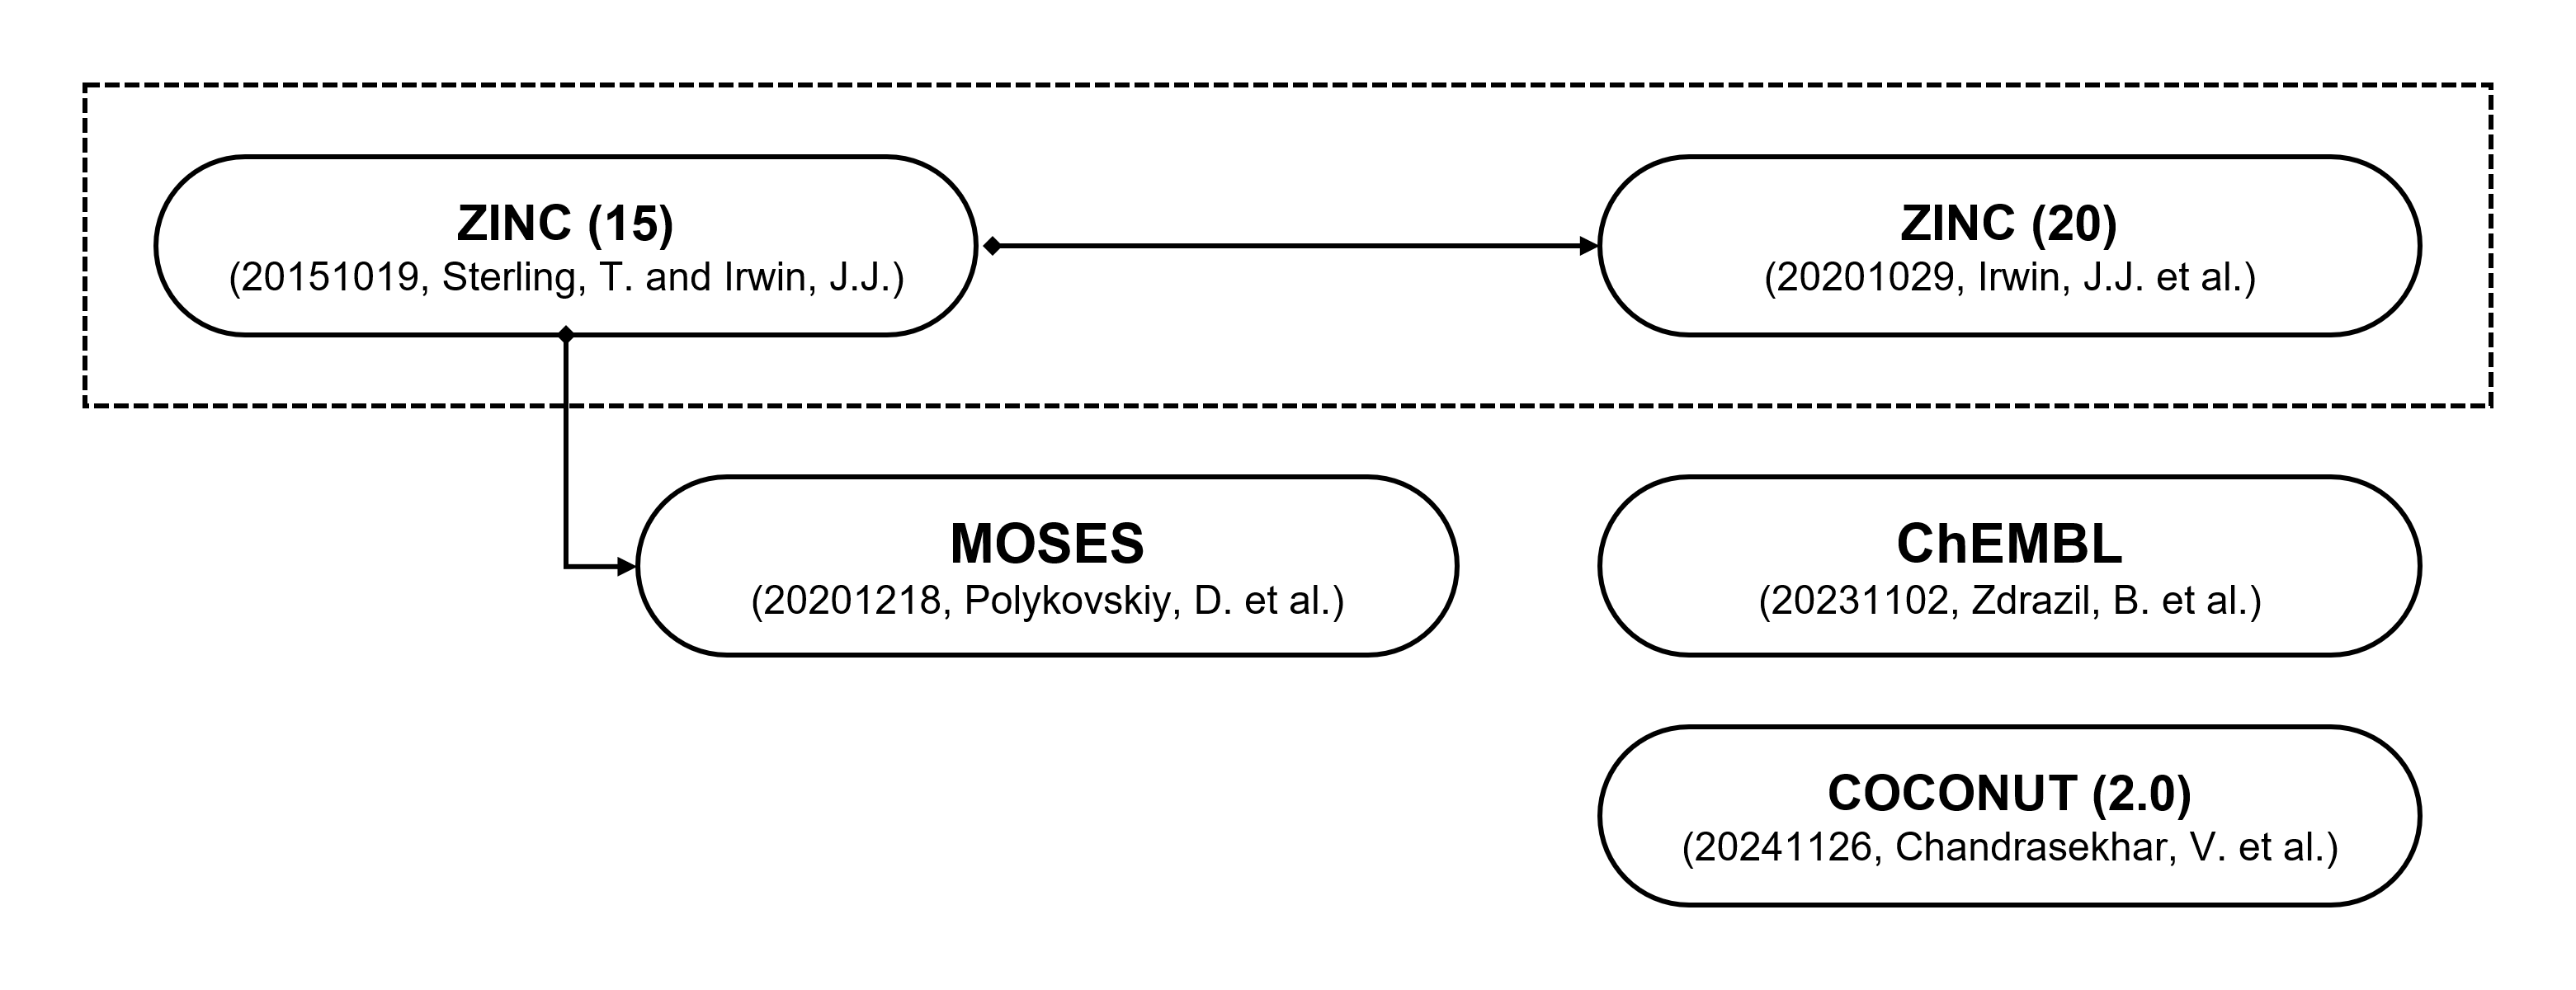 ZINC (15)
(20151019, Sterling, T. and Irwin, J.J.)
ZINC (20)
(20201029, Irwin, J.J. et al.)
MOSES
(20201218, Polykovskiy, D. et al.)
ChEMBL
(20231102, Zdrazil, B. et al.)
COCONUT (2.0)
(20241126, Chandrasekhar, V. et al.)